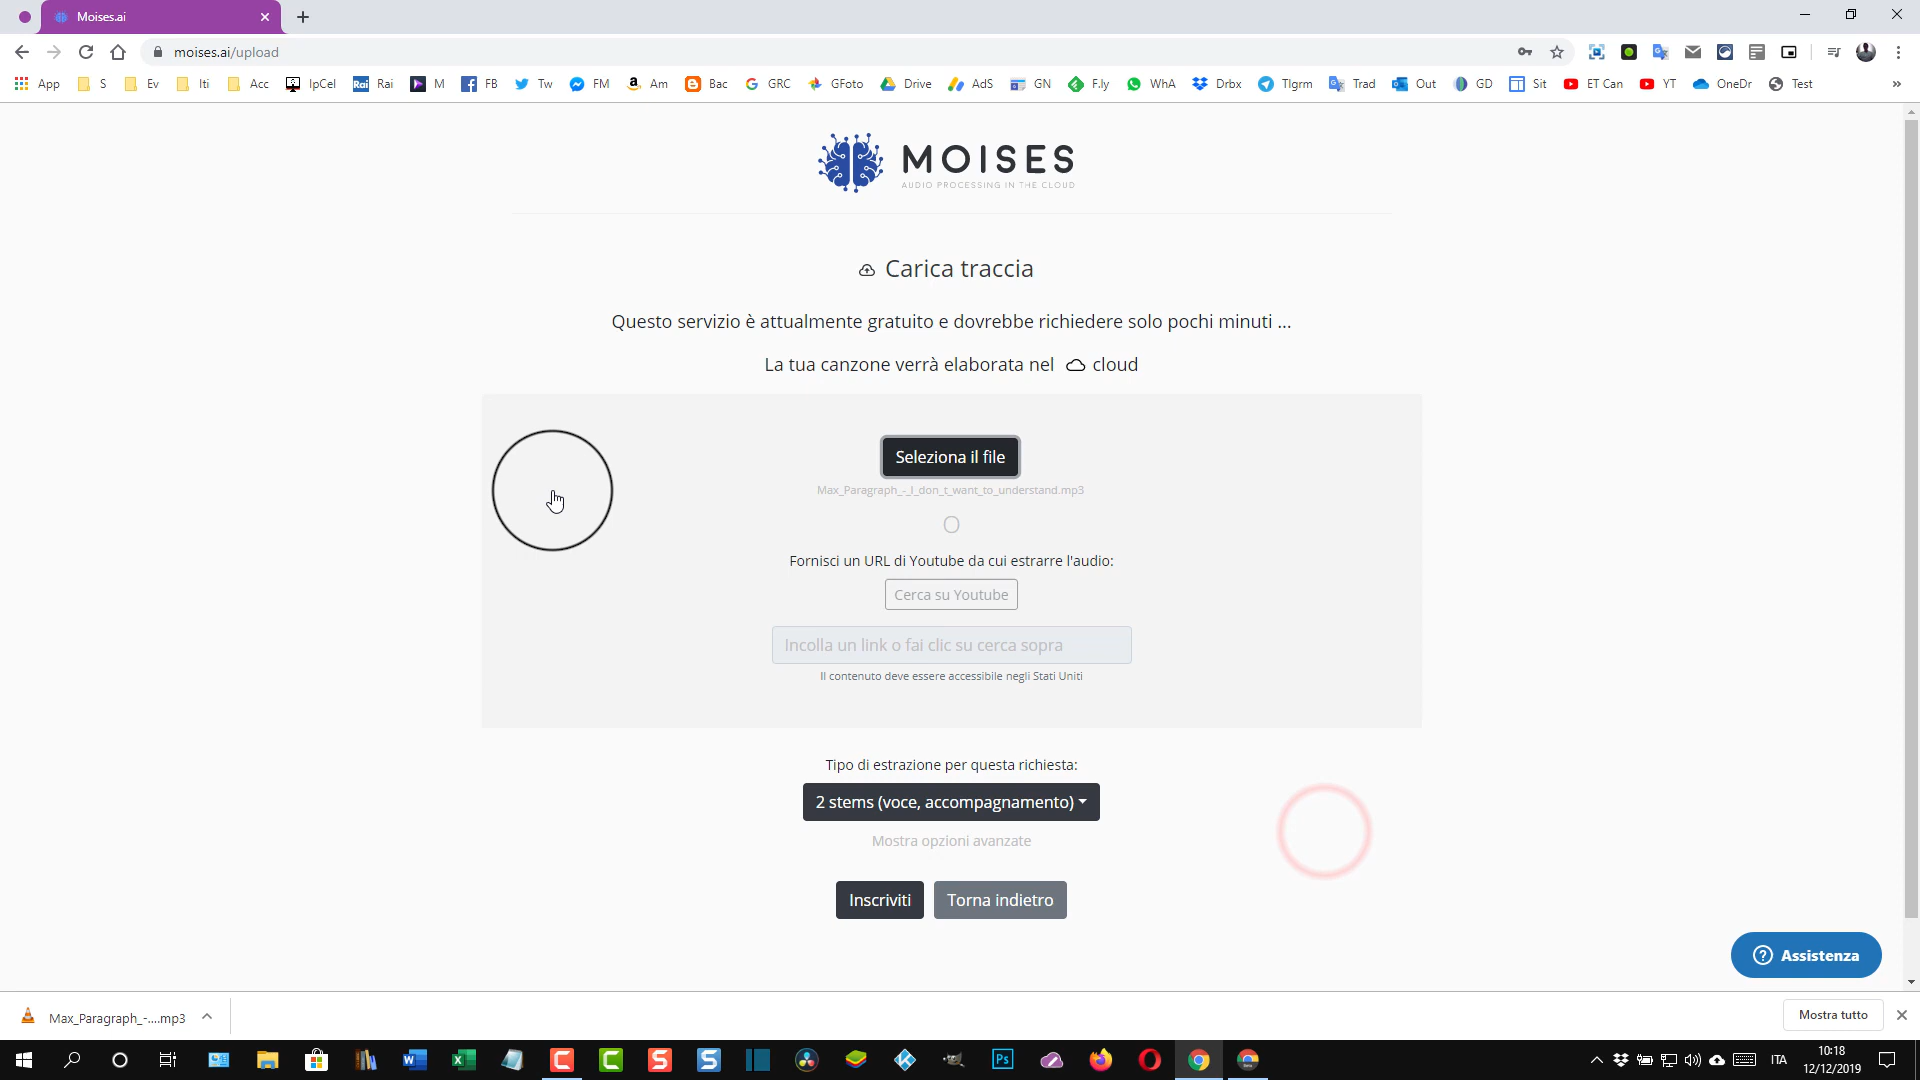 Moises.ai
moises.ai/upload
App S Ev Iti Acc IpCel Rai Rai M FB Tw FM Am Bac GRC GFoto Drive AdS GN F.ly WhA Drbx Tlgrm Trad Out GD Sit ET Can YT OneDr Test »
MOISES
AUDIO PROCESSING IN THE CLOUD
Carica traccia
Questo servizio è attualmente gratuito e dovrebbe richiedere solo pochi minuti ...
La tua canzone verrà elaborata nel cloud
Seleziona il file
Max_Paragraph_-_I_don_t_want_to_understand.mp3
O
Fornisci un URL di Youtube da cui estrarre l'audio:
Cerca su Youtube
Incolla un link o fai clic su cerca sopra
Il contenuto deve essere accessibile negli Stati Uniti
Tipo di estrazione per questa richiesta:
2 stems (voce, accompagnamento)
Mostra opzioni avanzate
Inscriviti Torna indietro
? Assistenza
Max_Paragraph_-....mp3
Mostra tutto
ITA
10:18
12/12/2019